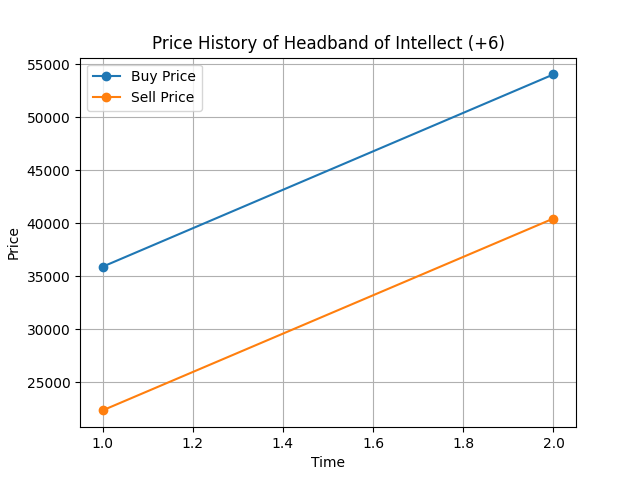 Price History of Headband of Intellect (+6)
Buy Price
Sell Price
Price
55000
50000
45000
40000
35000
30000
25000
1.0 1.2 1.4 1.6 1.8 2.0
Time